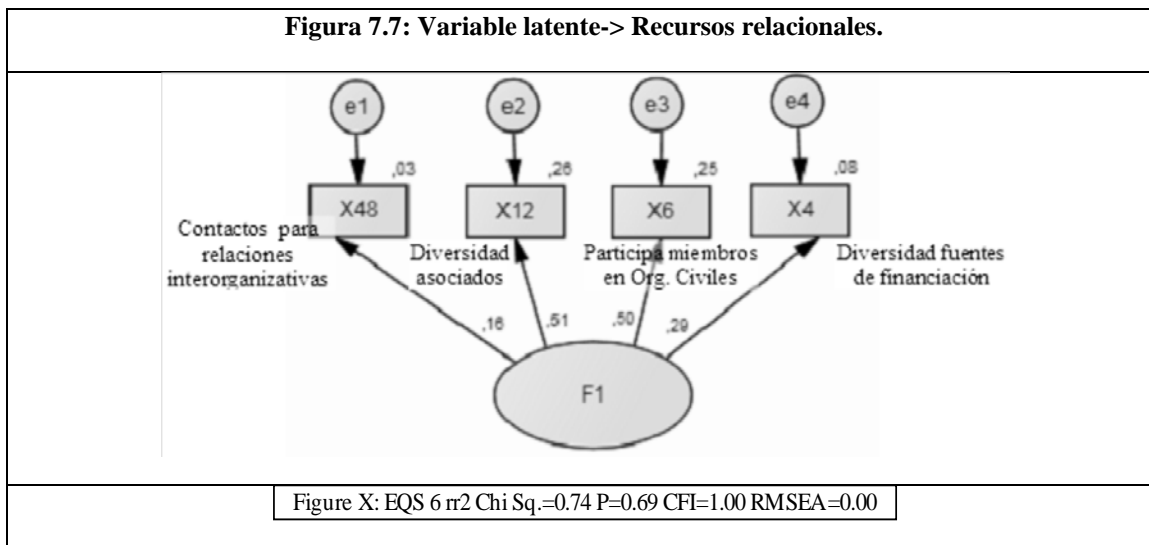 Figura 7.7: Variable latente-> Recursos relacionales.
e1 e2 e3 e4
,03 ,26 ,25 ,08
X48 X12 X6 X4
Contactos para
relaciones
interorganizativas
Diversidad
asociados
Participa miembros
en Org. Civiles
Diversidad fuentes
de financiación
,16 ,51 ,50 ,29
F1
Figure X: EQS 6 rr2 Chi Sq.=0.74 P=0.69 CFI=1.00 RMSEA=0.00